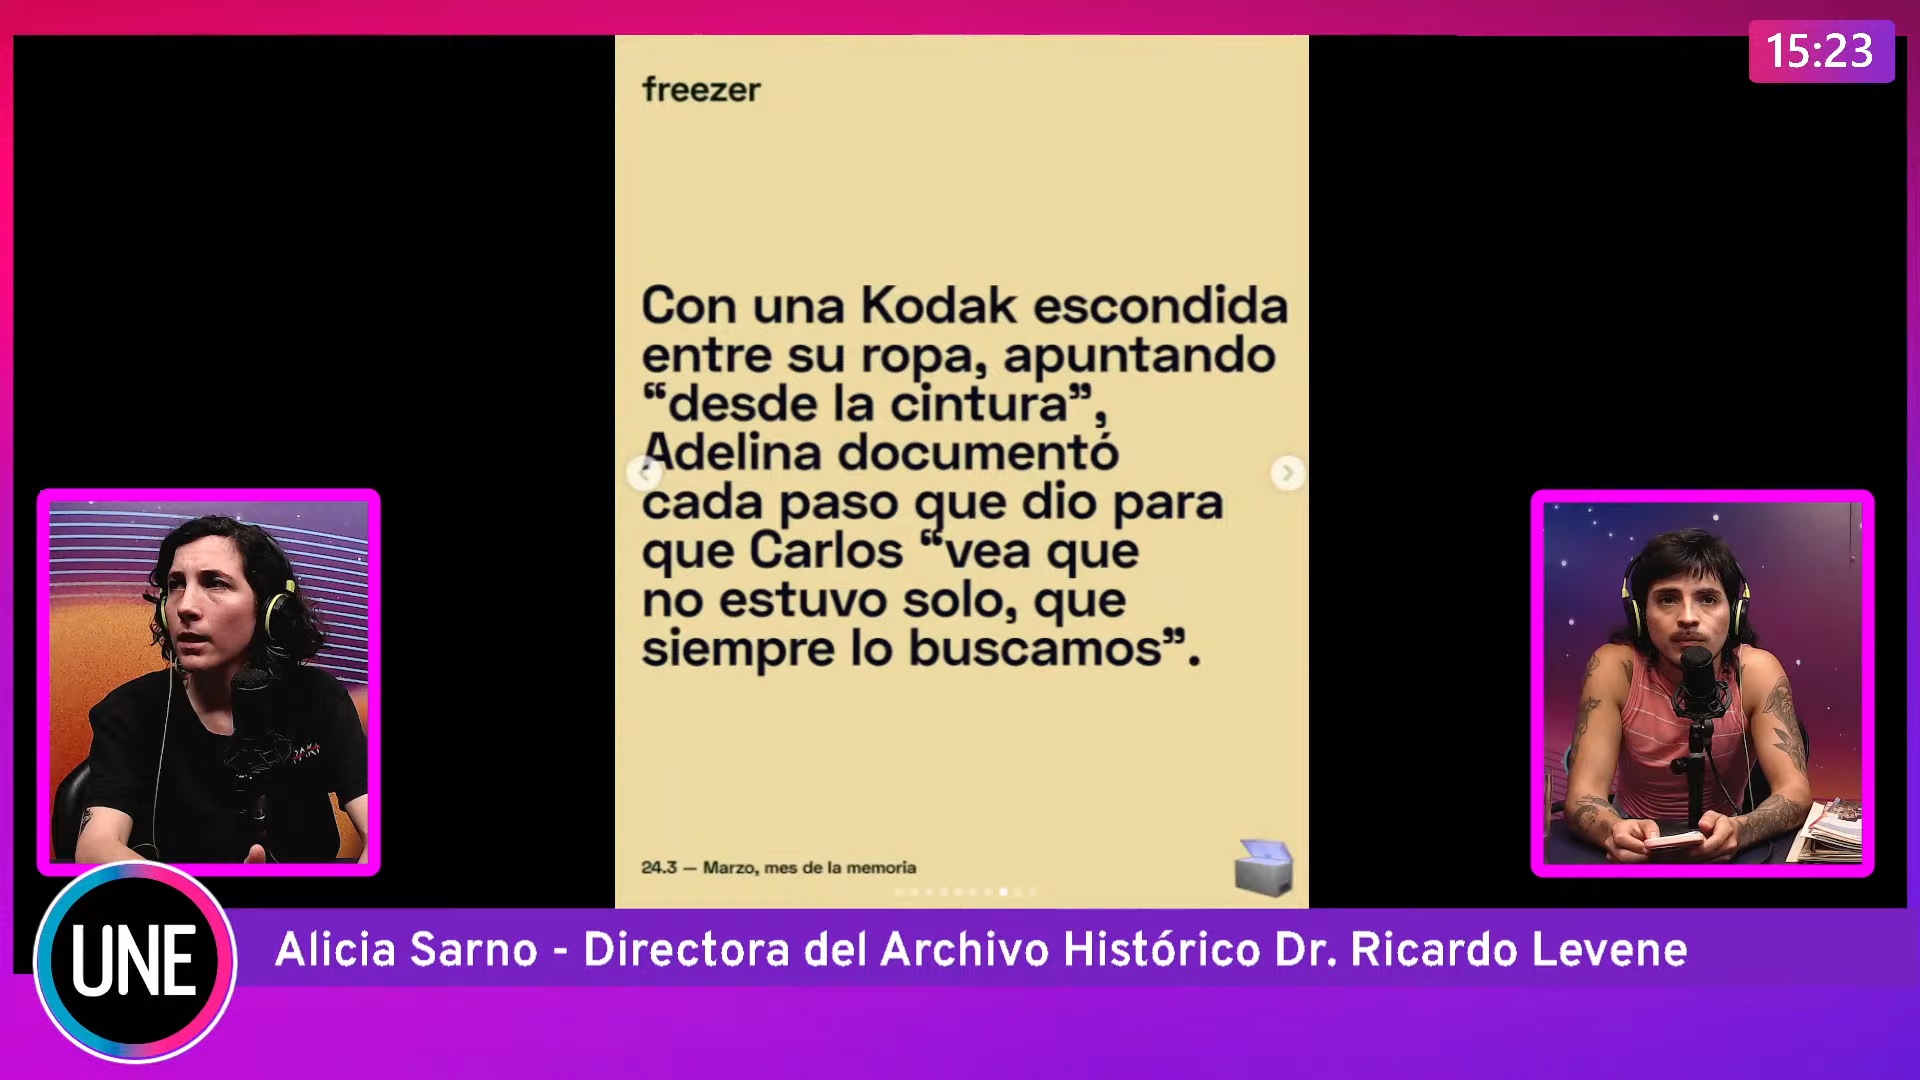 15:23
freezer
Con una Kodak escondida
entre su ropa, apuntando
“desde la cintura”,
Adelina documentó
cada paso que dio para
que Carlos “vea que
no estuvo solo, que
siempre lo buscamos”.
24.3 — Marzo, mes de la memoria
UNE
Alicia Sarno - Directora del Archivo Histórico Dr. Ricardo Levene